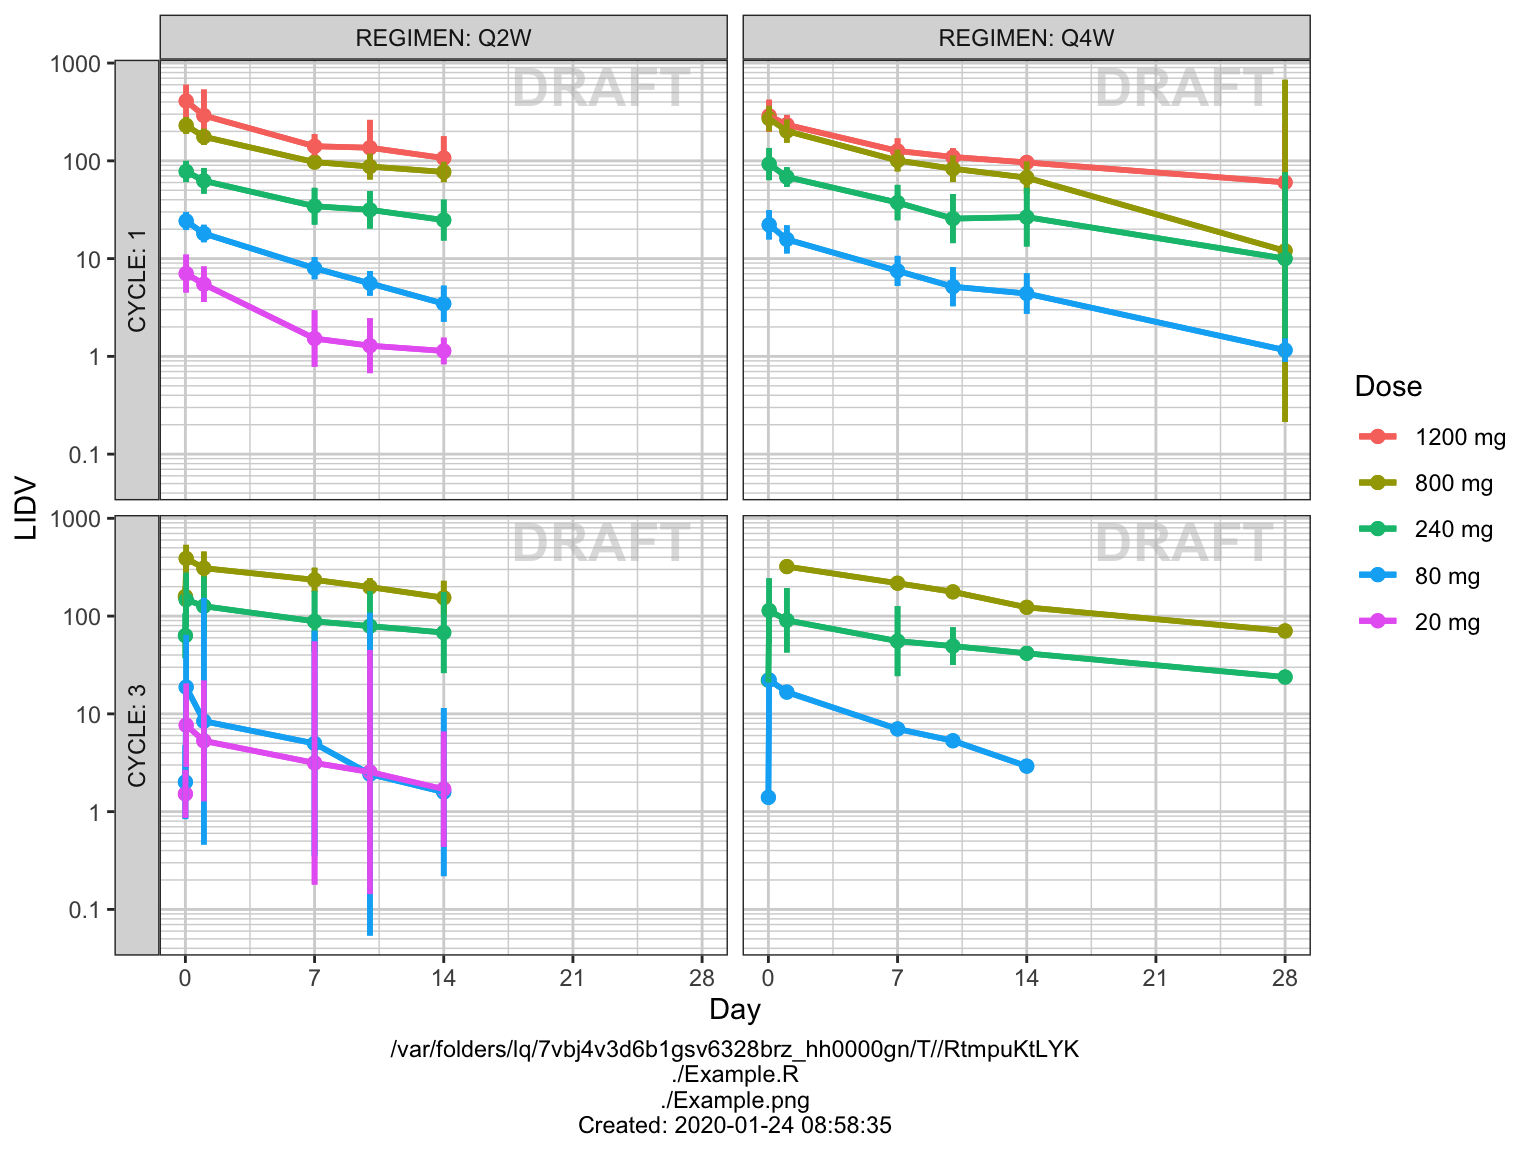 REGIMEN: Q2W
REGIMEN: Q4W
CYCLE: 1
1000
100
10
1
0.1
DRAFT
DRAFT
LIDV
CYCLE: 3
1000
100
10
1
0.1
DRAFT
DRAFT
0 7 14 21 28
0 7 14 21 28
Day
Dose
1200 mg
800 mg
240 mg
80 mg
20 mg
/var/folders/lq/7vbj4v3d6b1gsv6328brz_hh0000gn/T//RtmpuKtLYK
./Example.R
./Example.png
Created: 2020-01-24 08:58:35